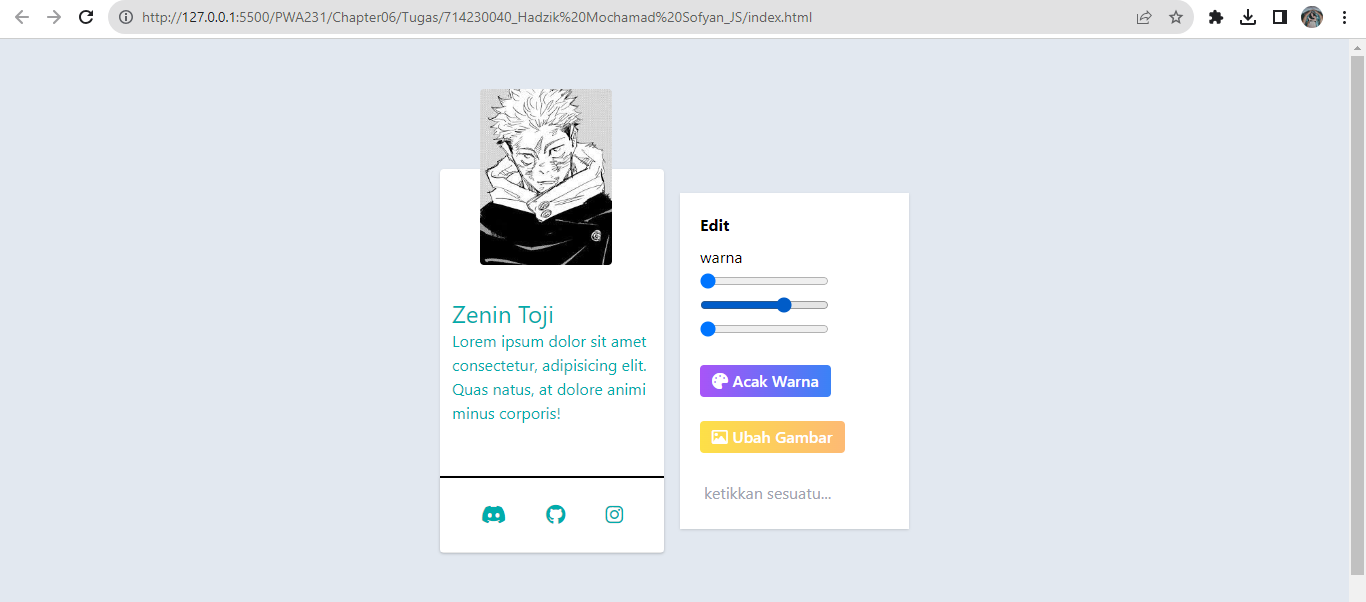 http://127.0.0.1:5500/PWA231/Chapter06/Tugas/714230040_Hadzik%20Mochamad%20Sofyan_JS/index.html
Zenin Toji
Lorem ipsum dolor sit amet
consectetur, adipisicing elit.
Quas natus, at dolore animi
minus corporis!
Edit
warna
Acak Warna
Ubah Gambar
ketikkan sesuatu...